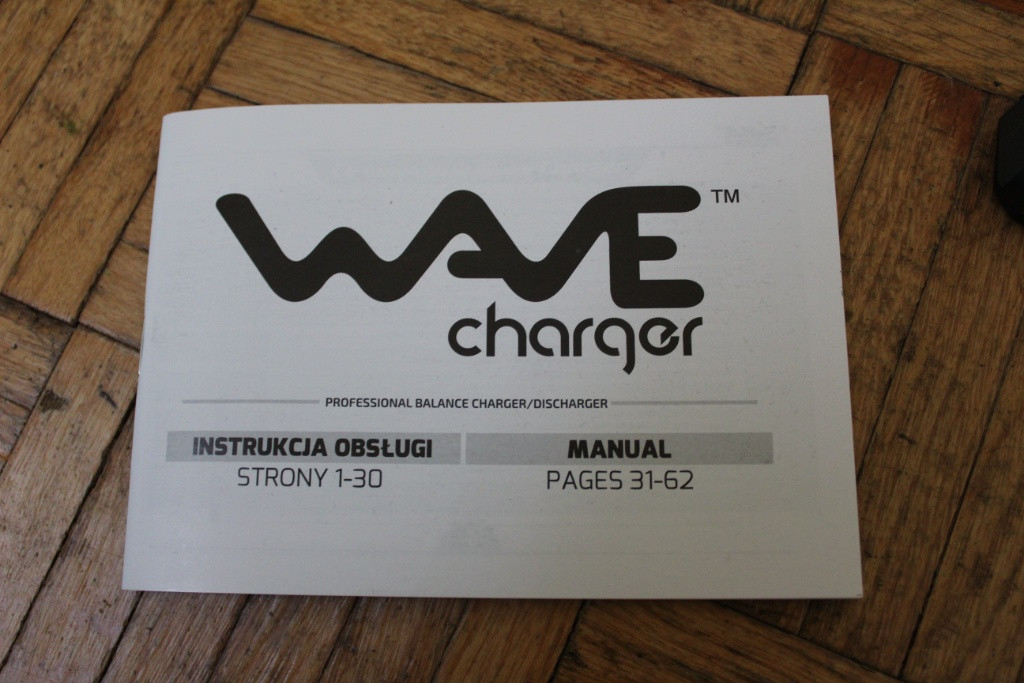 WAVE™
charger
PROFESSIONAL BALANCE CHARGER/DISCHARGER
INSTRUKCJA OBSŁUGI MANUAL
STRONY 1-30 PAGES 31-62